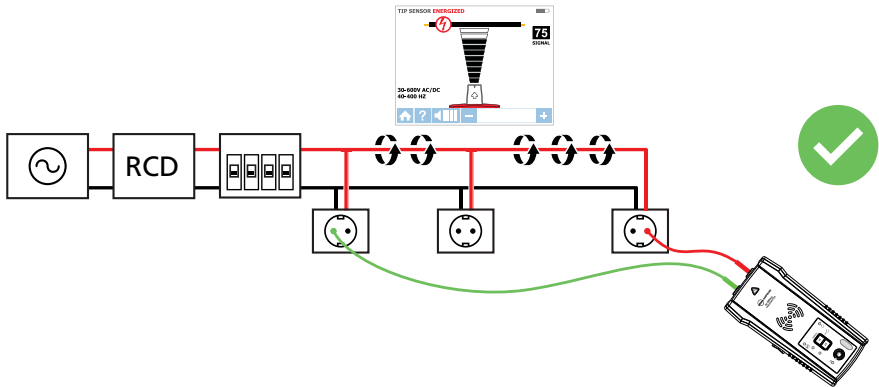 TIP SENSOR ENERGIZED
75
SIGNAL
30-600V AC/DC
40-400 HZ
?
RCD